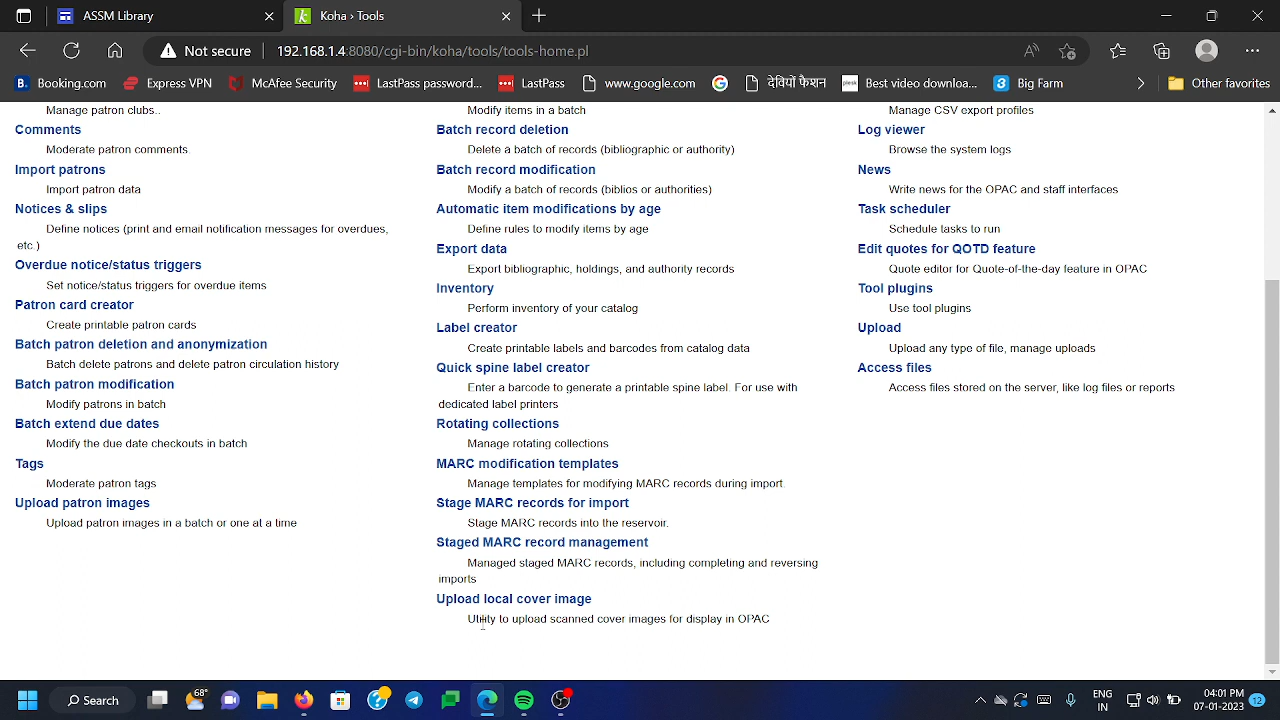 ASSM Library
Koha › Tools
Not secure
192.168.1.4:8080/cgi-bin/koha/tools/tools-home.pl
Booking.com
Express VPN
McAfee Security
LastPass password...
LastPass
www.google.com
देवियो फैशन
Best video downloa...
Big Farm
Other favorites
Manage patron clubs..
Comments
Moderate patron comments.
Import patrons
Import patron data
Notices & slips
Define notices (print and email notification messages for overdues,
etc.)
Overdue notice/status triggers
Set notice/status triggers for overdue items
Patron card creator
Create printable patron cards
Batch patron deletion and anonymization
Batch delete patrons and delete patron circulation history
Batch patron modification
Modify patrons in batch
Batch extend due dates
Modify the due date checkouts in batch
Tags
Moderate patron tags
Upload patron images
Upload patron images in a batch or one at a time
Modify items in a batch
Batch record deletion
Delete a batch of records (bibliographic or authority)
Batch record modification
Modify a batch of records (biblios or authorities)
Automatic item modifications by age
Define rules to modify items by age
Export data
Export bibliographic, holdings, and authority records
Inventory
Perform inventory of your catalog
Label creator
Create printable labels and barcodes from catalog data
Quick spine label creator
Enter a barcode to generate a printable spine label. For use with
dedicated label printers
Rotating collections
Manage rotating collections
MARC modification templates
Manage templates for modifying MARC records during import.
Stage MARC records for import
Stage MARC records into the reservoir.
Staged MARC record management
Managed staged MARC records, including completing and reversing
imports
Upload local cover image
Utility to upload scanned cover images for display in OPAC
Manage CSV export profiles
Log viewer
Browse the system logs
News
Write news for the OPAC and staff interfaces
Task scheduler
Schedule tasks to run
Edit quotes for QOTD feature
Quote editor for Quote-of-the-day feature in OPAC
Tool plugins
Use tool plugins
Upload
Upload any type of file, manage uploads
Access files
Access files stored on the server, like log files or reports
Search
68°
ENG
IN
04:01 PM
07-01-2023
12